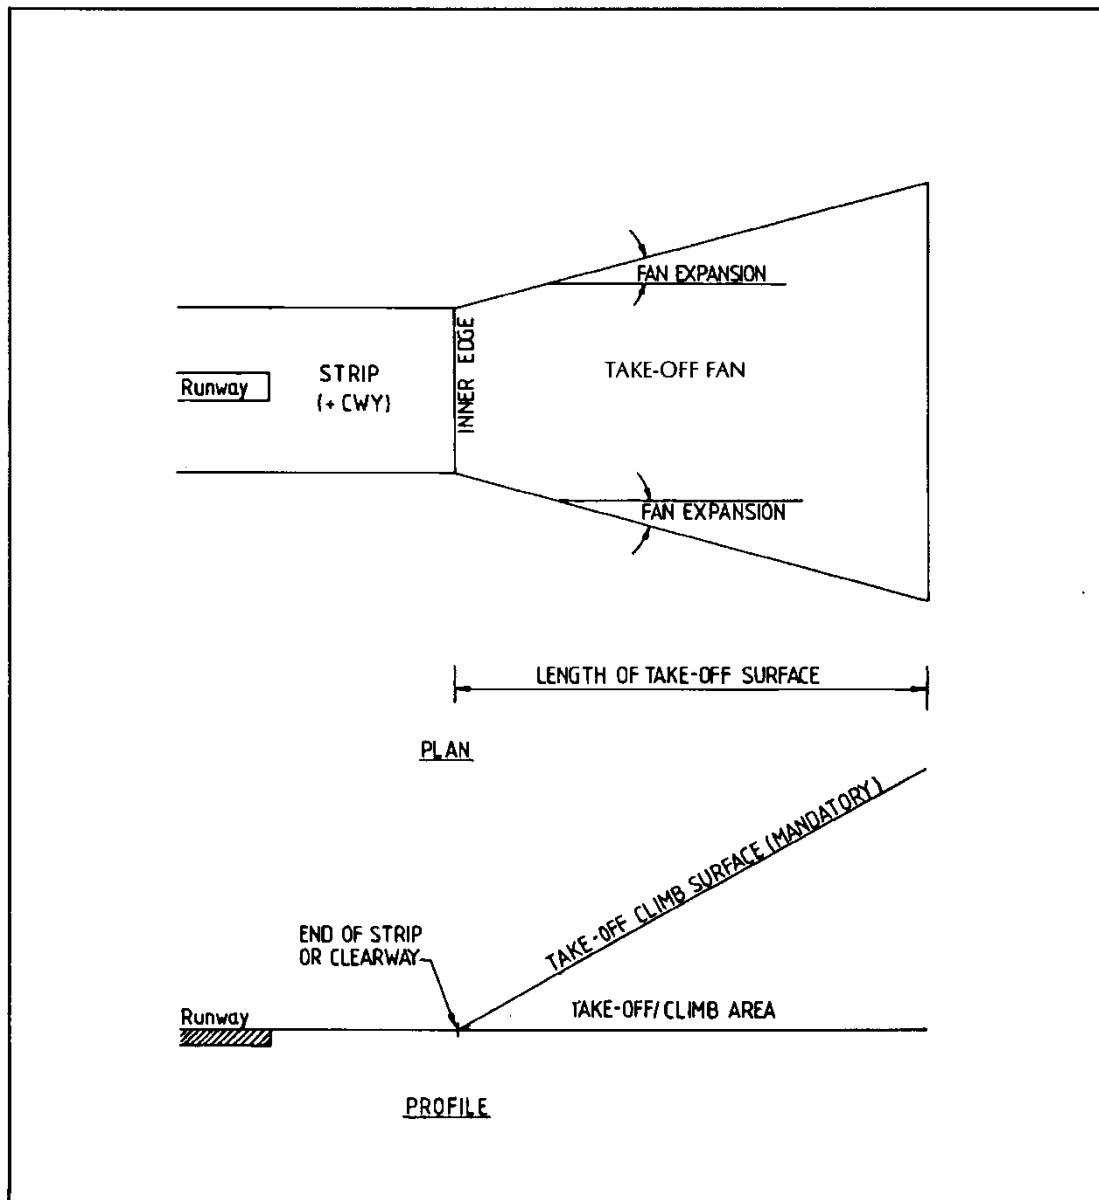 FAN EXPANSION
Runway
STRIP
(+ CWY)
INNER EDGE
TAKE-OFF FAN
FAN EXPANSION
LENGTH OF TAKE-OFF SURFACE
PLAN
TAKE-OFF CLIMB SURFACE (MANDATORY)
END OF STRIP
OR CLEARWAY
Runway
TAKE-OFF/CLIMB AREA
PROFILE